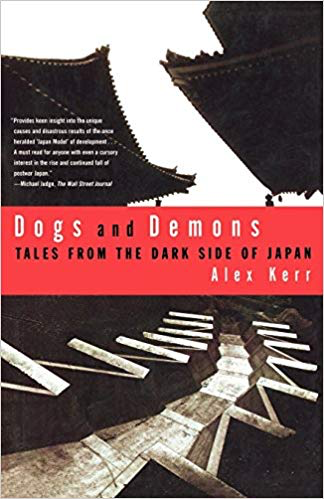 "Provides keen insight into the unique
causes and disastrous results of the once
heralded 'Japan Model' of development . . .
A must read for anyone with even a cursory
interest in the rise and continued fall of
postwar Japan."
—Michael Judge, The Wall Street Journal
Dogs and Demons
TALES FROM THE DARK SIDE OF JAPAN
Alex Kerr